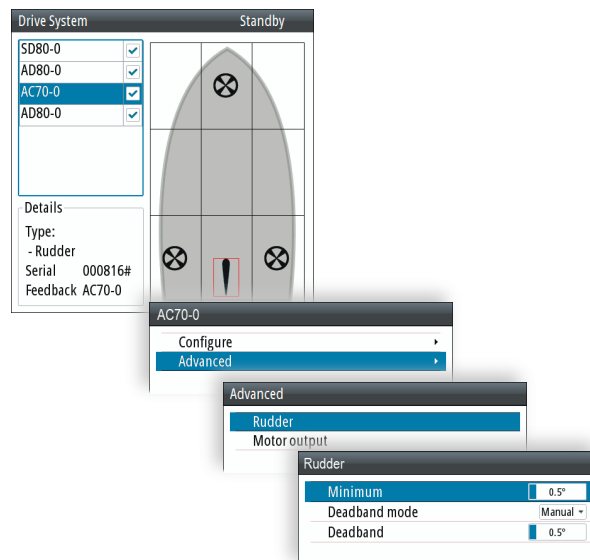 Drive System Standby
SD80-0
AD80-0
AC70-0
AD80-0
Details
Type:
- Rudder
Serial 000816#
Feedback AC70-0
AC70-0
Configure
Advanced
Advanced
Rudder
Motor output
Rudder
Minimum 0.5°
Deadband mode Manual
Deadband 0.5°